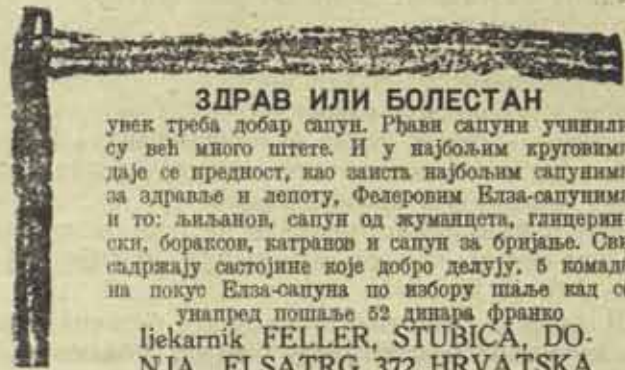 ЗДРАВ ИЛИ БОЛЕСТАН
увек треба добар сапун. Рђави сапуни учинили
су већ много штете. И у најбољим круговима
даје се предност, као заиста најбољим сапунима
за здравље и лепоту, Фелеровим Елза-сапунима
и то: љиљанов, сапун од жуманцета, глицерин-
ски, бораксов, катранов и сапун за бријање. Сви
садржају састојине које добро делују. 5 комада
на покус Елза-сапуна по избору шаље кад се
унапред пошаље 52 динара франко
ljekarnik FELLER, STUBICA, DO-
NJA, ELSATRG 372 HRVATSKA